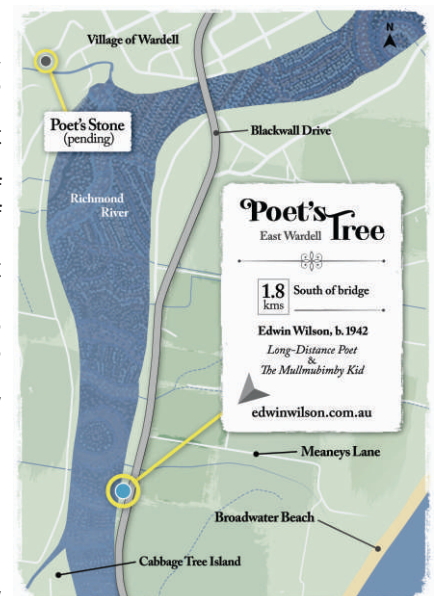 N
Village of Wardell
Poet's Stone
(pending)
Blackwall Drive
Richmond
River
Poet's Tree
East Wardell
1.8
kms
South of bridge
Edwin Wilson, b.1942
Long-Distance Poet
&
The Mullmubimby Kid
edwinwilson.com.au
Meaneys Lane
Broadwater Beach
Cabbage Tree Island